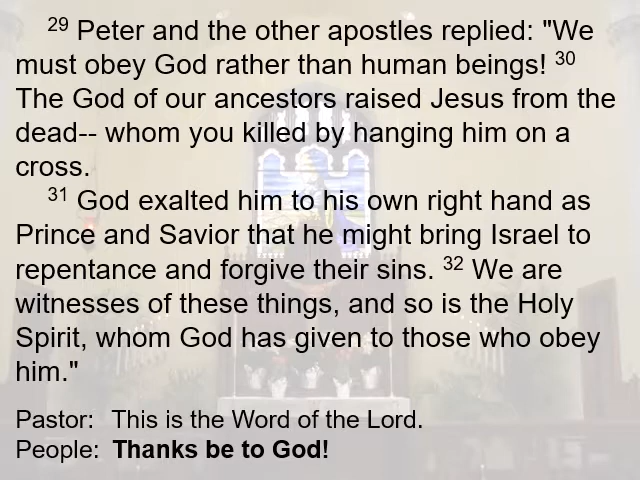 29 Peter and the other apostles replied: "We
must obey God rather than human beings! 30
The God of our ancestors raised Jesus from the
dead-- whom you killed by hanging him on a
cross.
31 God exalted him to his own right hand as
Prince and Savior that he might bring Israel to
repentance and forgive their sins. 32 We are
witnesses of these things, and so is the Holy
Spirit, whom God has given to those who obey
him."
Pastor: This is the Word of the Lord.
People: Thanks be to God!